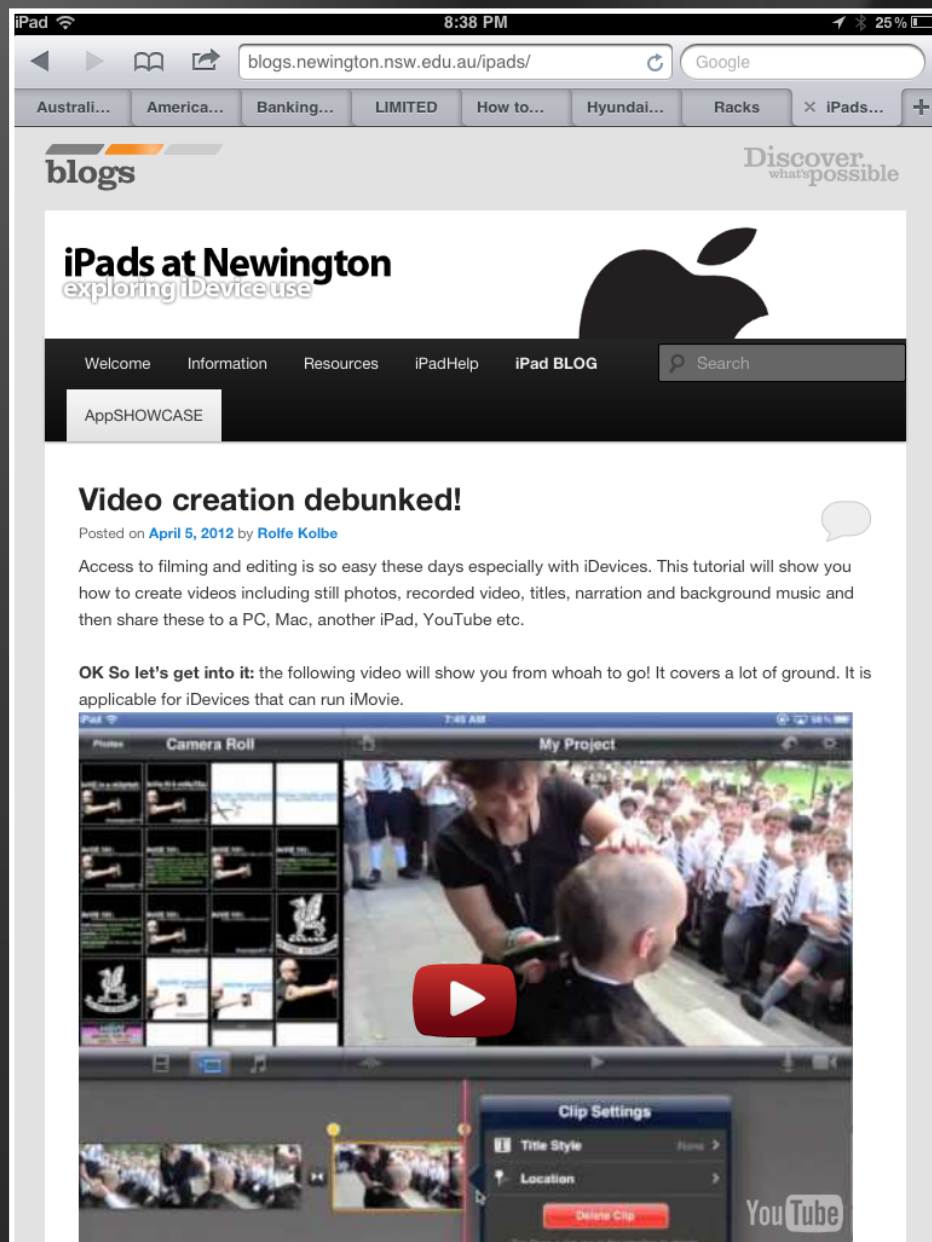 iPad 8:38 PM 25%
blogs.newington.nsw.edu.au/ipads/ Google
Australi... America... Banking... LIMITED How to... Hyundai... Racks iPads...
blogs
Discover
what's possible
iPads at Newington
exploring iDevice use
Welcome Information Resources iPadHelp iPad BLOG Search
AppSHOWCASE
Video creation debunked!
Posted on April 5, 2012 by Rolfe Kolbe
Access to filming and editing is so easy these days especially with iDevices. This tutorial will show you
how to create videos including still photos, recorded video, titles, narration and background music and
then share these to a PC, Mac, another iPad, YouTube etc.
OK So let's get into it: the following video will show you from whoah to go! It covers a lot of ground. It is
applicable for iDevices that can run iMovie.
iPad 7:45 AM
Photos Camera Roll My Project
Clip Settings
Title Style None
Location
Delete Clip
YouTube